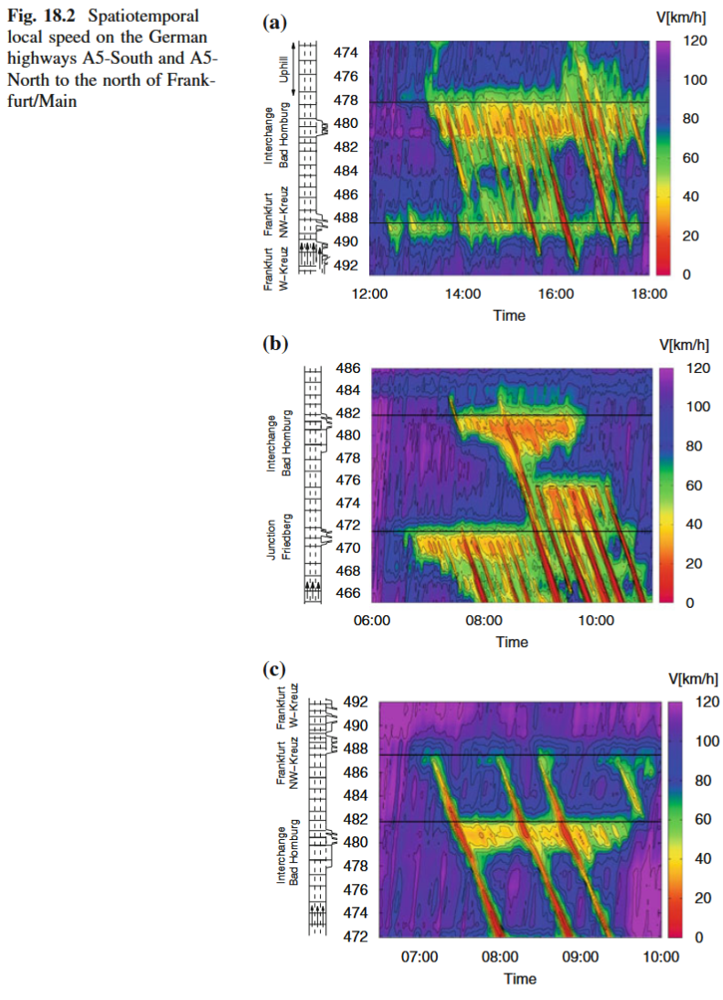 Fig. 18.2 Spatiotemporal
local speed on the German
highways A5-South and A5-
North to the north of Frank-
furt/Main
(a)
V[km/h]
Uphill
Interchange
Bad Homburg
Frankfurt
NW−Kreuz
Frankfurt
W−Kreuz
474
476
478
480
482
484
486
488
490
492
12:00 14:00 16:00 18:00
Time
120
100
80
60
40
20
0
(b)
V[km/h]
Interchange
Bad Homburg
Junction
Friedberg
486
484
482
480
478
476
474
472
470
468
466
06:00 08:00 10:00
Time
120
100
80
60
40
20
0
(c)
V[km/h]
Frankfurt
W−Kreuz
Frankfurt
NW−Kreuz
Interchange
Bad Homburg
492
490
488
486
484
482
480
478
476
474
472
07:00 08:00 09:00 10:00
Time
120
100
80
60
40
20
0